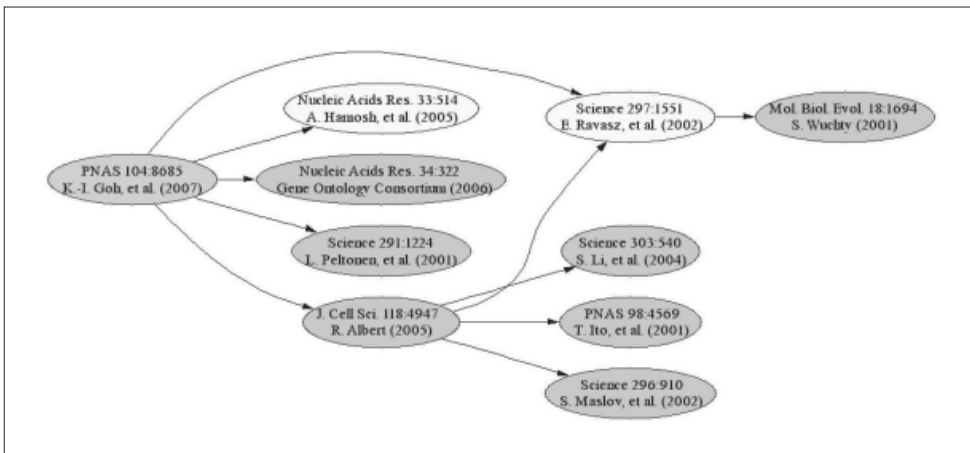 Nucleic Acids Res. 33:514
A. Hamosh, et al. (2005)
Science 297:1551
E. Ravasz, et al. (2002)
Mol. Biol. Evol. 18:1694
S. Wuchty (2001)
PNAS 104:8685
K.-I. Goh, et al. (2007)
Nucleic Acids Res. 34:322
Gene Ontology Consortium (2006)
Science 291:1224
L. Peltonen, et al. (2001)
Science 303:540
S. Li, et al. (2004)
J. Cell Sci. 118:4947
R. Albert (2005)
PNAS 98:4569
T. Ito, et al. (2001)
Science 296:910
S. Maslov, et al. (2002)